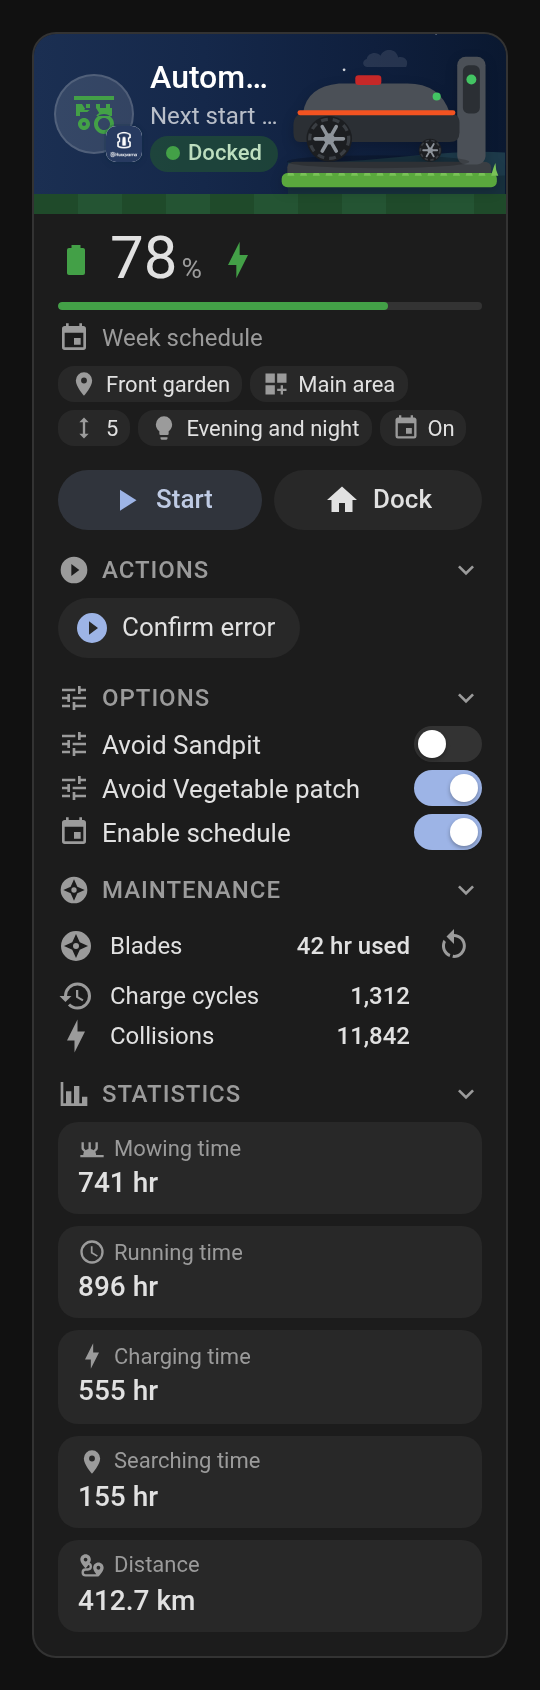 Autom...
Next start ...
Docked
78 %
Week schedule
Front garden
Main area
5
Evening and night
On
Start
Dock
ACTIONS
Confirm error
OPTIONS
Avoid Sandpit
Avoid Vegetable patch
Enable schedule
MAINTENANCE
Blades 42 hr used
Charge cycles 1,312
Collisions 11,842
STATISTICS
Mowing time
741 hr
Running time
896 hr
Charging time
555 hr
Searching time
155 hr
Distance
412.7 km